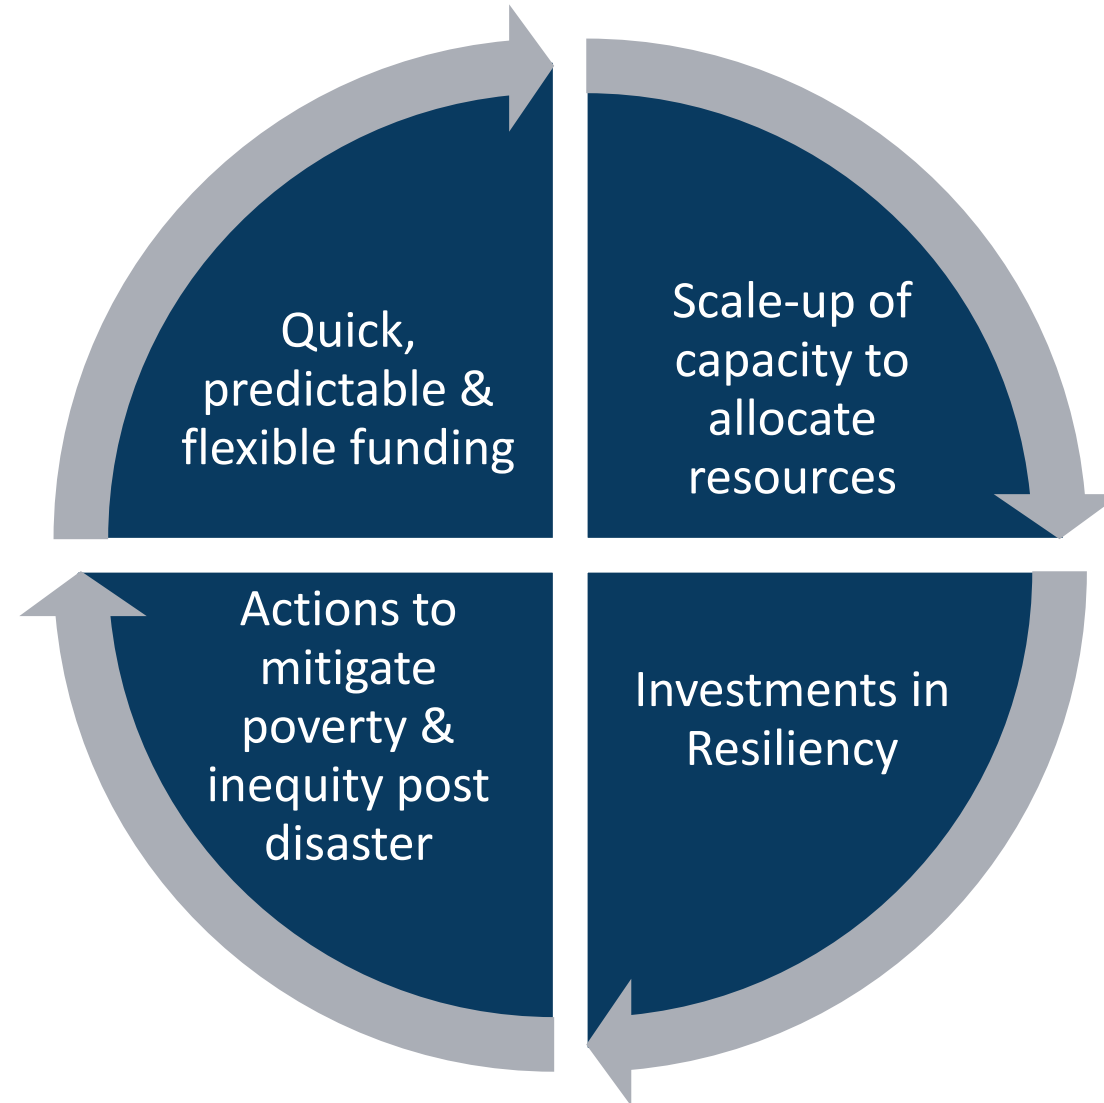 Quick,
predictable &
flexible funding
Scale-up of
capacity to
allocate
resources
Actions to
mitigate
poverty &
inequity post
disaster
Investments in
Resiliency